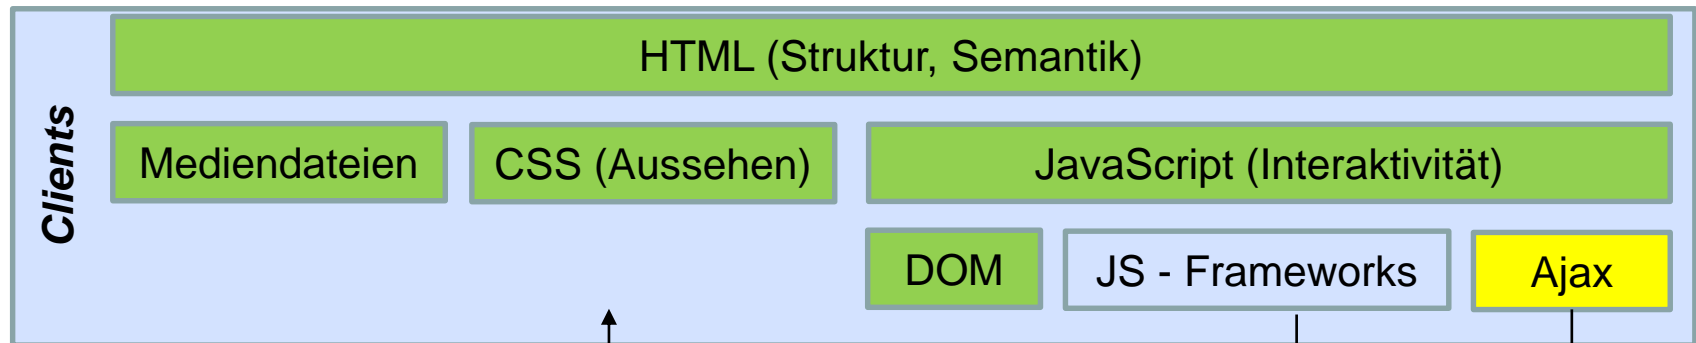 HTML (Struktur, Semantik)
Clients
Mediendateien
CSS (Aussehen)
JavaScript (Interaktivität)
DOM
JS - Frameworks
Ajax